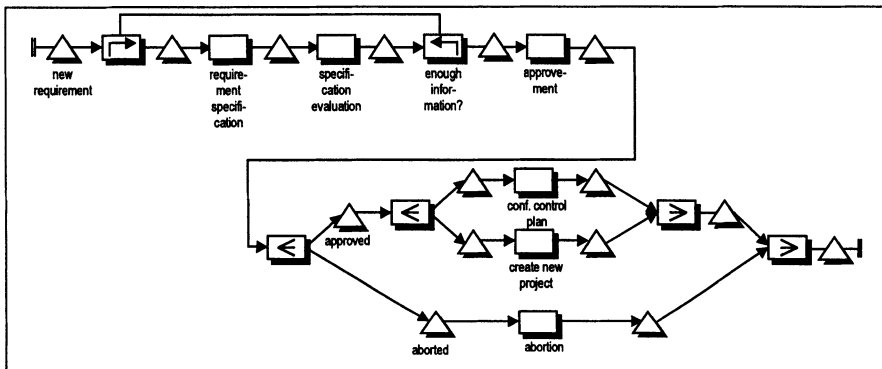 new
requirement
require-
ment
specifi-
cation
specifi-
cation
evaluation
enough
infor-
mation?
approve-
ment
approved
conf. control
plan
create new
project
aborted
abortion